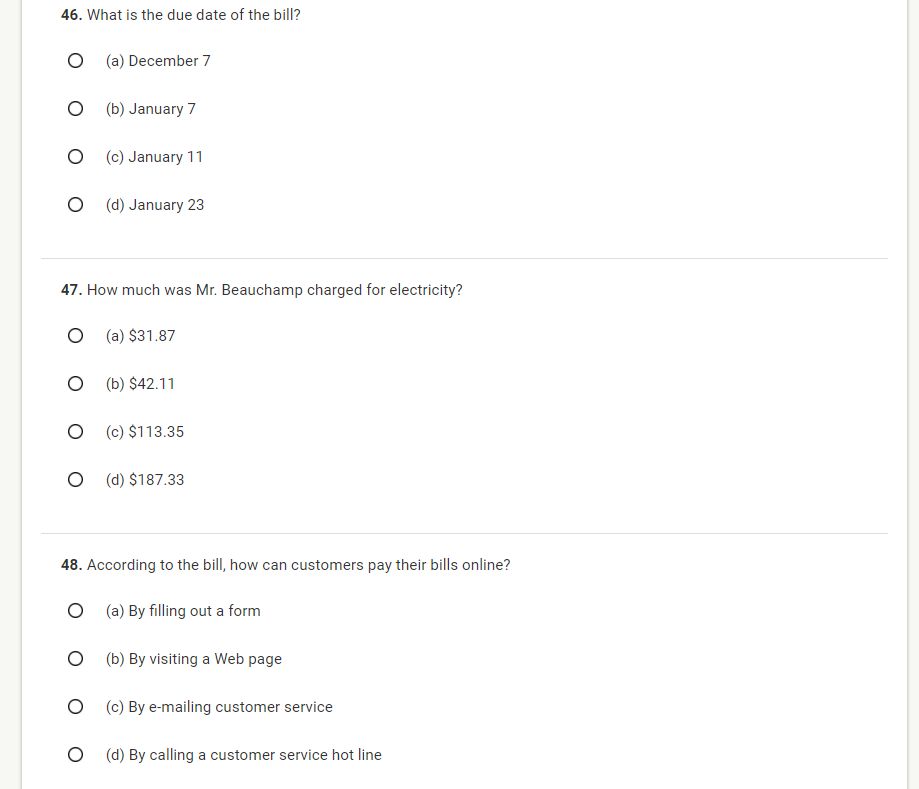 46. What is the due date of the bill?
(a) December 7
(b) January 7
(c) January 11
(d) January 23
47. How much was Mr. Beauchamp charged for electricity?
(a) $31.87
(b) $42.11
(c) $113.35
(d) $187.33
48. According to the bill, how can customers pay their bills online?
(a) By filling out a form
(b) By visiting a Web page
(c) By e-mailing customer service
(d) By calling a customer service hot line